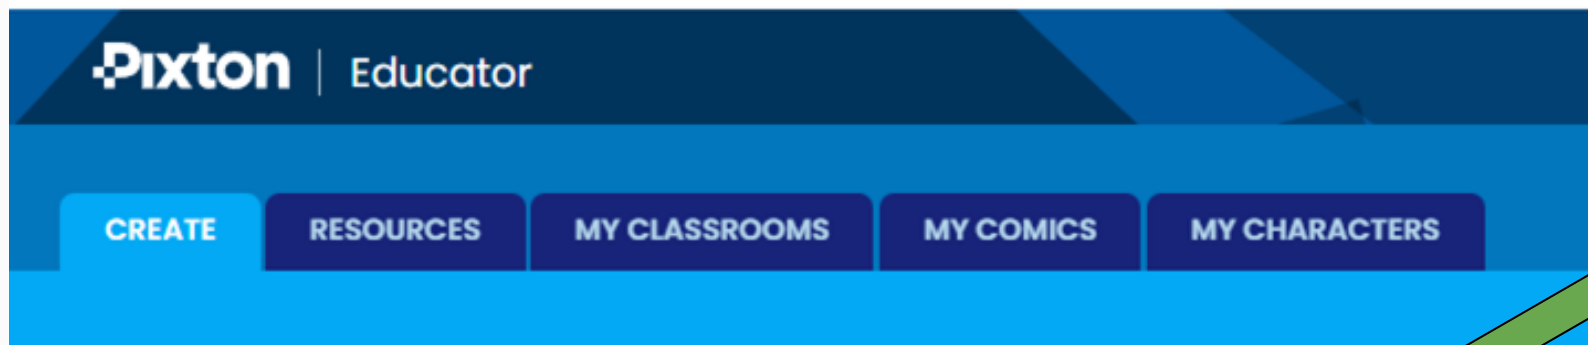 Pixton | Educator
CREATE RESOURCES MY CLASSROOMS MY COMICS MY CHARACTERS